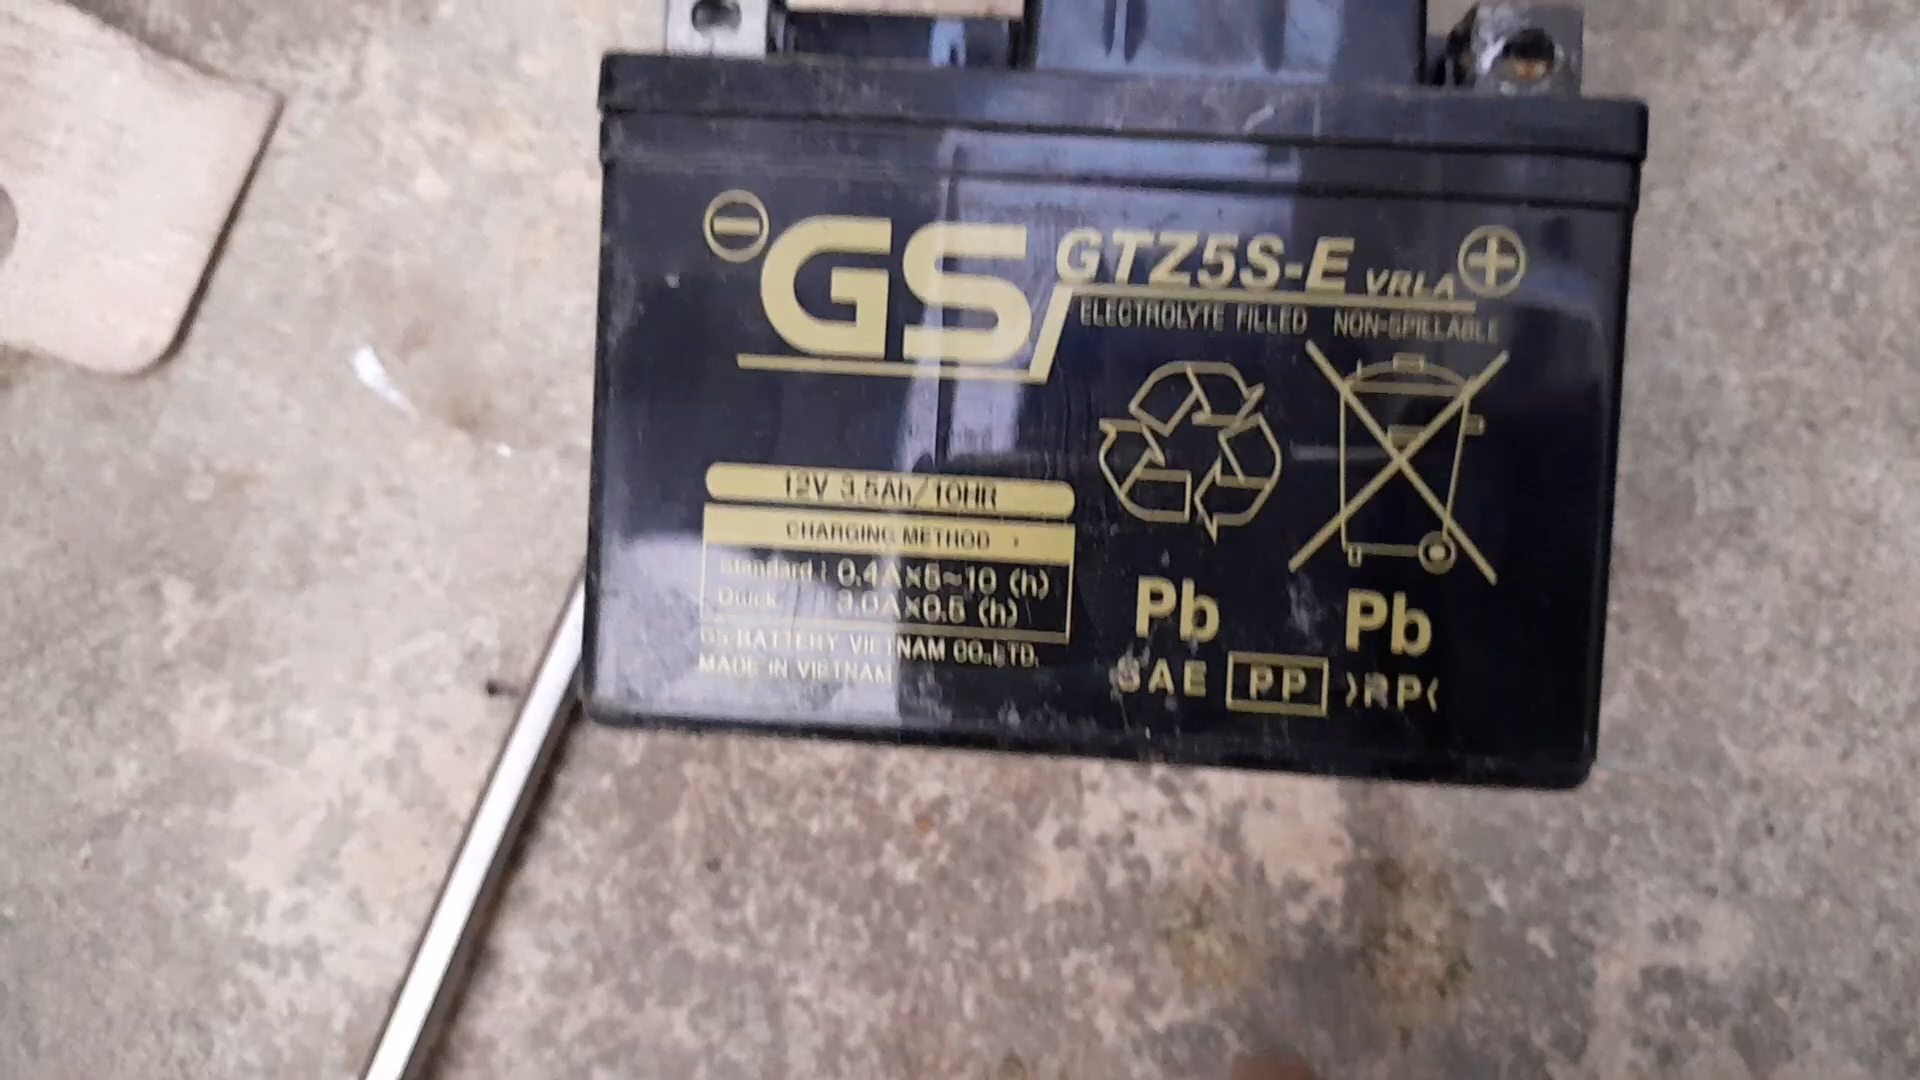 GS GTZ5S-E VRLA
ELECTROLYTE FILLED NON-SPILLABLE
12V 3.5Ah/10HR
CHARGING METHOD
Standard: 0.4A×5~10 (h)
Quick 3.0A×0.5 (h)
GS BATTERY VIETNAM CO.,LTD.
MADE IN VIETNAM
Pb Pb
SAE PP >PP<